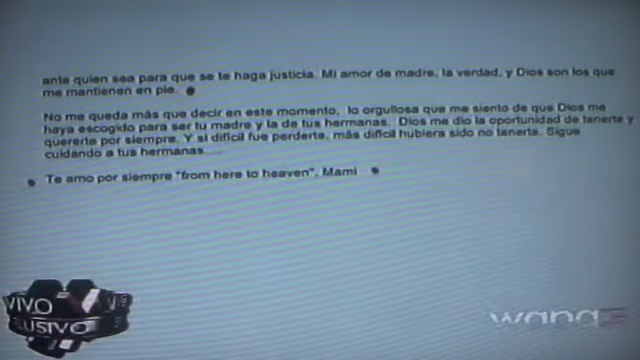 ante quien sea para que se te haga justicia. Mi amor de madre, la verdad, y Dios son los que
me mantienen en pie.
No me queda más que decir en este momento, lo orgullosa que me siento de que Dios me
haya escogido para ser tu madre y la de tus hermanas. Dios me dio la oportunidad de tenerte y
quererte por siempre. Y si difícil fue perderte, más difícil hubiera sido no tenerte. Sigue
cuidando a tus hermanas....
Te amo por siempre "from here to heaven", Mami
VIVO
LUSIVO
wapa